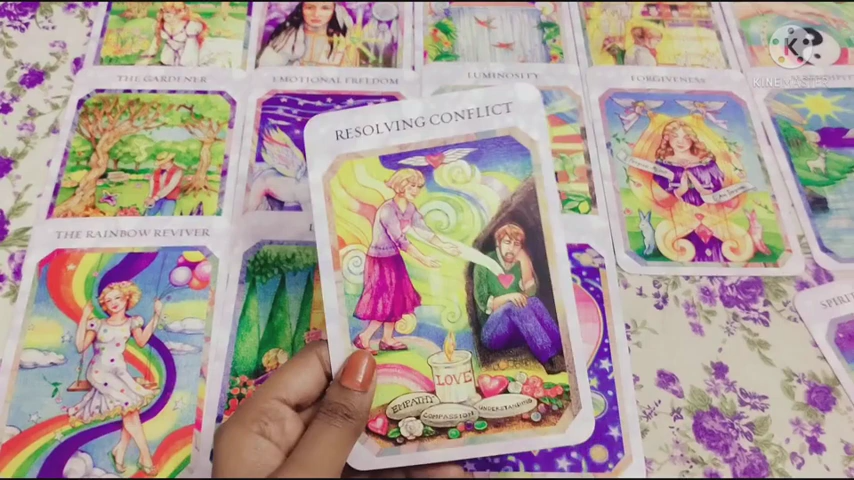 THE GARDENER
EMOTIONAL FREEDOM
LUMINOSITY
FORGIVENESS
K
KINEMASTER
RESOLVING CONFLICT
THE RAINBOW REVIVER
LOVE
EMPATHY
COMPASSION
UNDERSTANDING